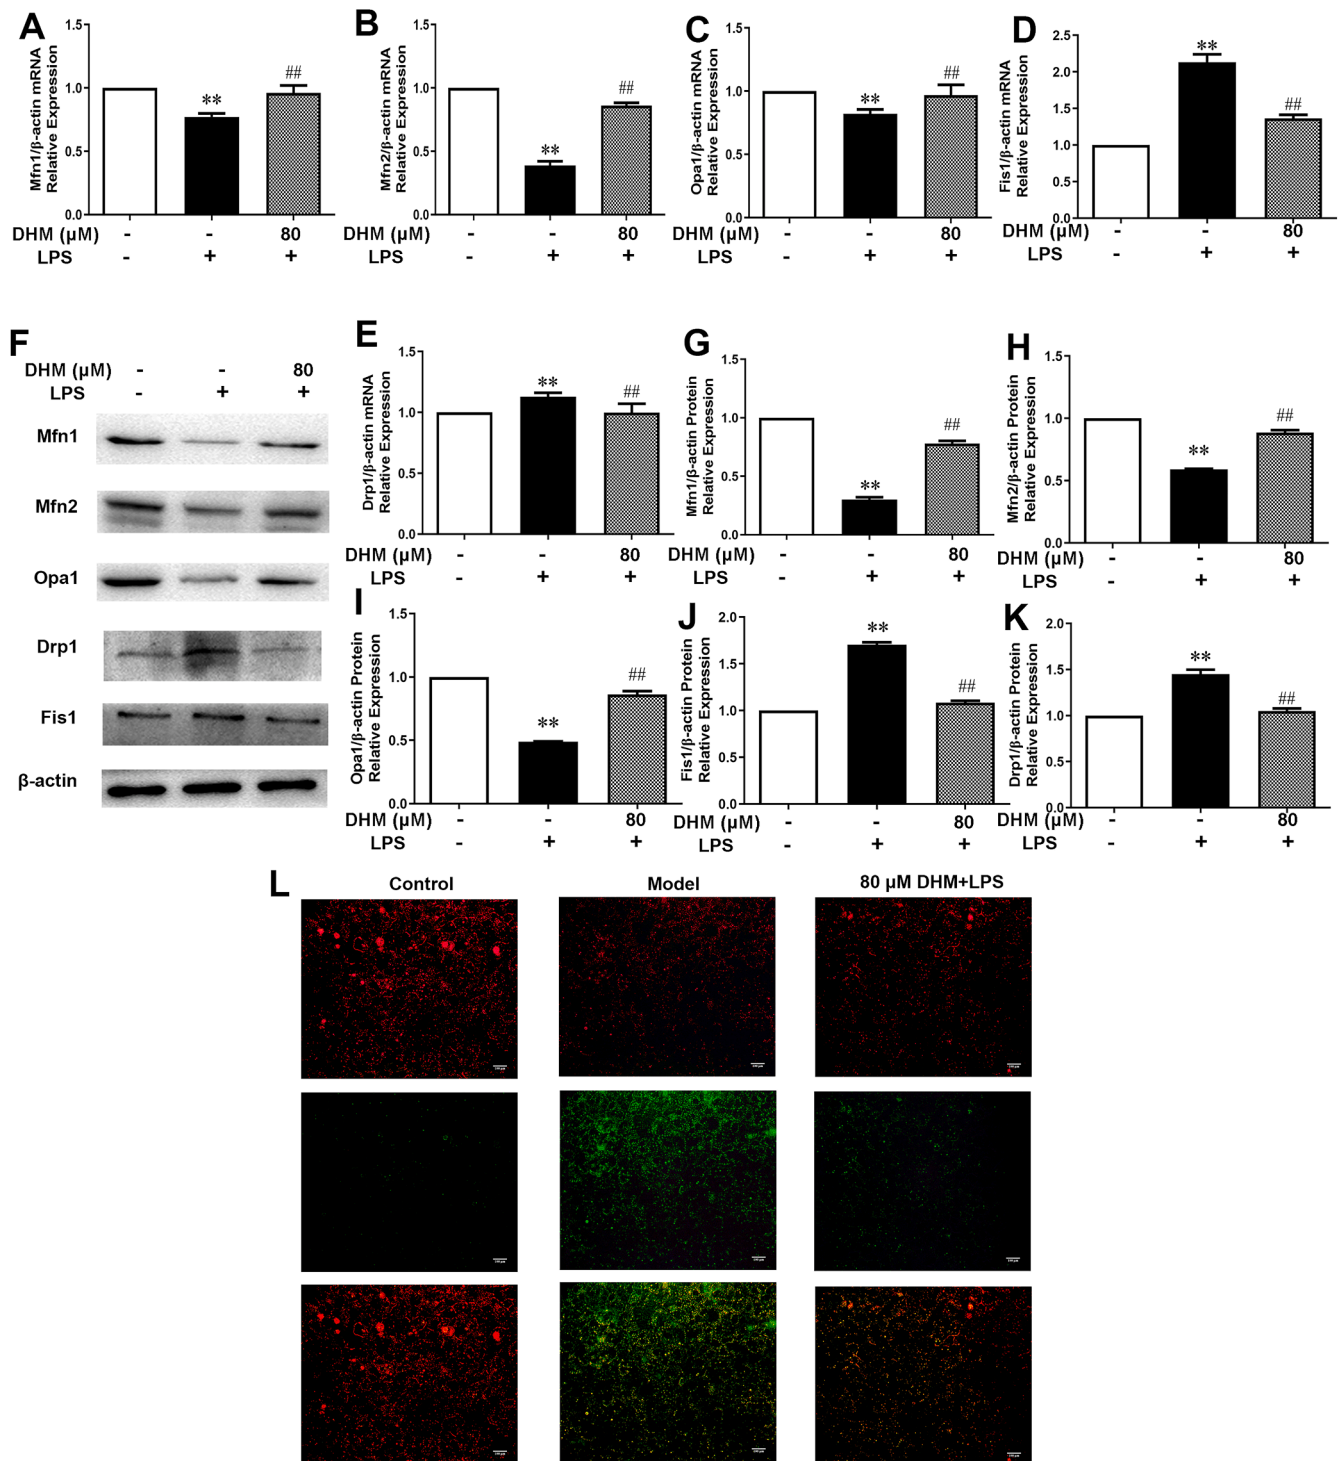 A
Mfn1/β-actin mRNA
Relative Expression
1.5
1.0
0.5
0.0
**
##
DHM (μM) - - 80
LPS - + +
B
Mfn2/β-actin mRNA
Relative Expression
1.5
1.0
0.5
0.0
**
##
DHM (μM) - - 80
LPS - + +
C
Opa1/β-actin mRNA
Relative Expression
1.5
1.0
0.5
0.0
**
##
DHM (μM) - - 80
LPS - + +
D
Fis1/β-actin mRNA
Relative Expression
2.5
2.0
1.5
1.0
0.5
0.0
**
##
DHM (μM) - - 80
LPS - + +
F
DHM (μM) - - 80
LPS - + +
Mfn1
Mfn2
Opa1
Drp1
Fis1
β-actin
E
Drp1/β-actin mRNA
Relative Expression
1.5
1.0
0.5
0.0
**
##
DHM (μM) - - 80
LPS - + +
G
Mfn1/β-actin Protein
Relative Expression
1.5
1.0
0.5
0.0
**
##
DHM (μM) - - 80
LPS - + +
H
Mfn2/β-actin Protein
Relative Expression
1.5
1.0
0.5
0.0
**
##
DHM (μM) - - 80
LPS - + +
I
Opa1/β-actin Protein
Relative Expression
1.5
1.0
0.5
0.0
**
##
DHM (μM) - - 80
LPS - + +
J
Fis1/β-actin Protein
Relative Expression
2.0
1.5
1.0
0.5
0.0
**
##
DHM (μM) - - 80
LPS - + +
K
Drp1/β-actin Protein
Relative Expression
2.0
1.5
1.0
0.5
0.0
**
##
DHM (μM) - - 80
LPS - + +
L
Control Model 80 μM DHM+LPS